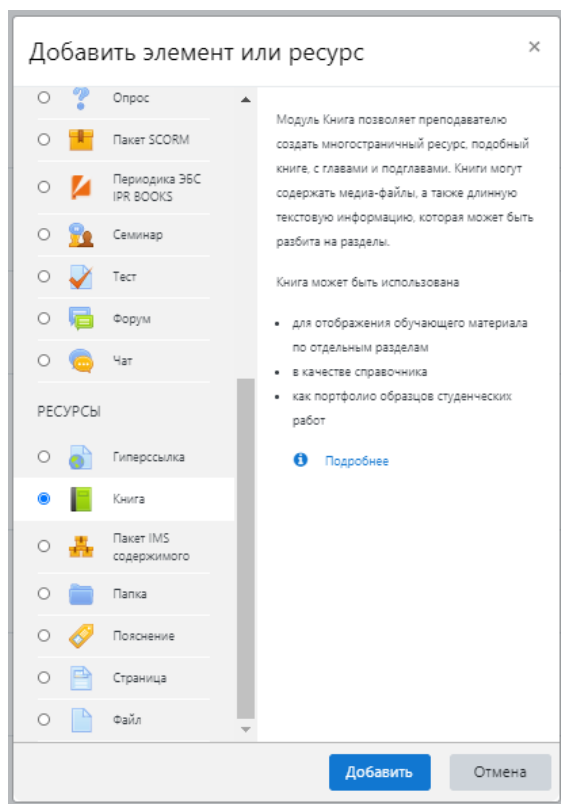 Добавить элемент или ресурс
×
Опрос
Пакет SCORM
Периодика ЭБС
IPR BOOKS
Семинар
Тест
Форум
Чат
РЕСУРСЫ
Гиперссылка
Книга
Пакет IMS
содержимого
Папка
Пояснение
Страница
Файл
Модуль Книга позволяет преподавателю
создать многостраничный ресурс, подобный
книге, с главами и подглавами. Книги могут
содержать медиа-файлы, а также длинную
текстовую информацию, которая может быть
разбита на разделы.
Книга может быть использована
• для отображения обучающего материала
по отдельным разделам
• в качестве справочника
• как портфолио образцов студенческих
работ
Подробнее
Добавить
Отмена